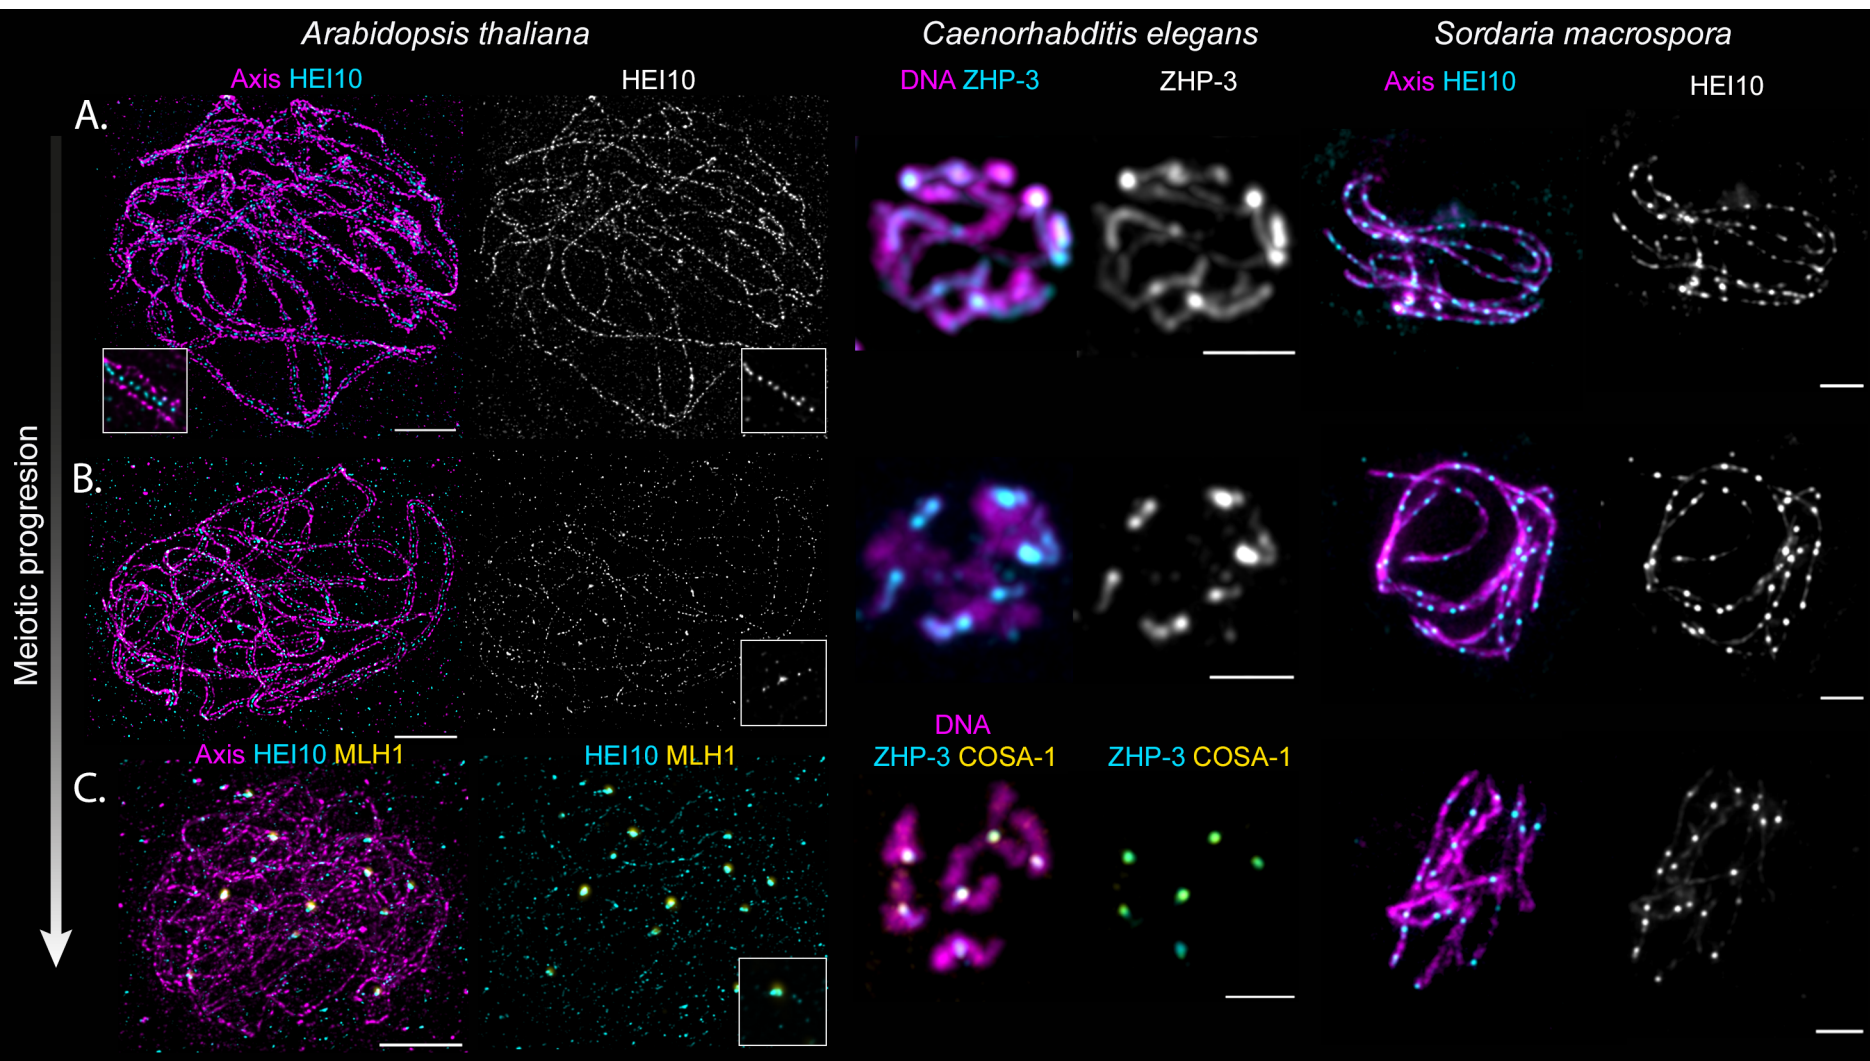 Arabidopsis thaliana
Caenorhabditis elegans
Sordaria macrospora
Axis HEI10
HEI10
DNA ZHP-3
ZHP-3
Axis HEI10
HEI10
A.
Meiotic progression
B.
DNA
Axis HEI10 MLH1
HEI10 MLH1
ZHP-3 COSA-1
ZHP-3 COSA-1
C.